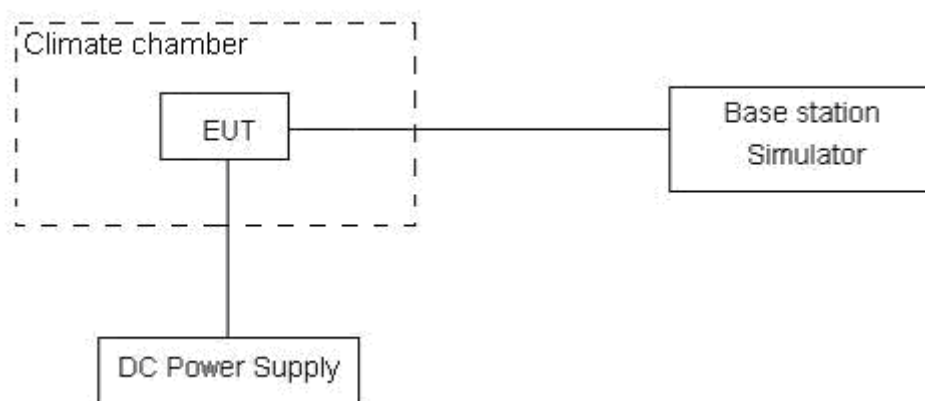 Climate chamber
EUT
Base station
Simulator
DC Power Supply